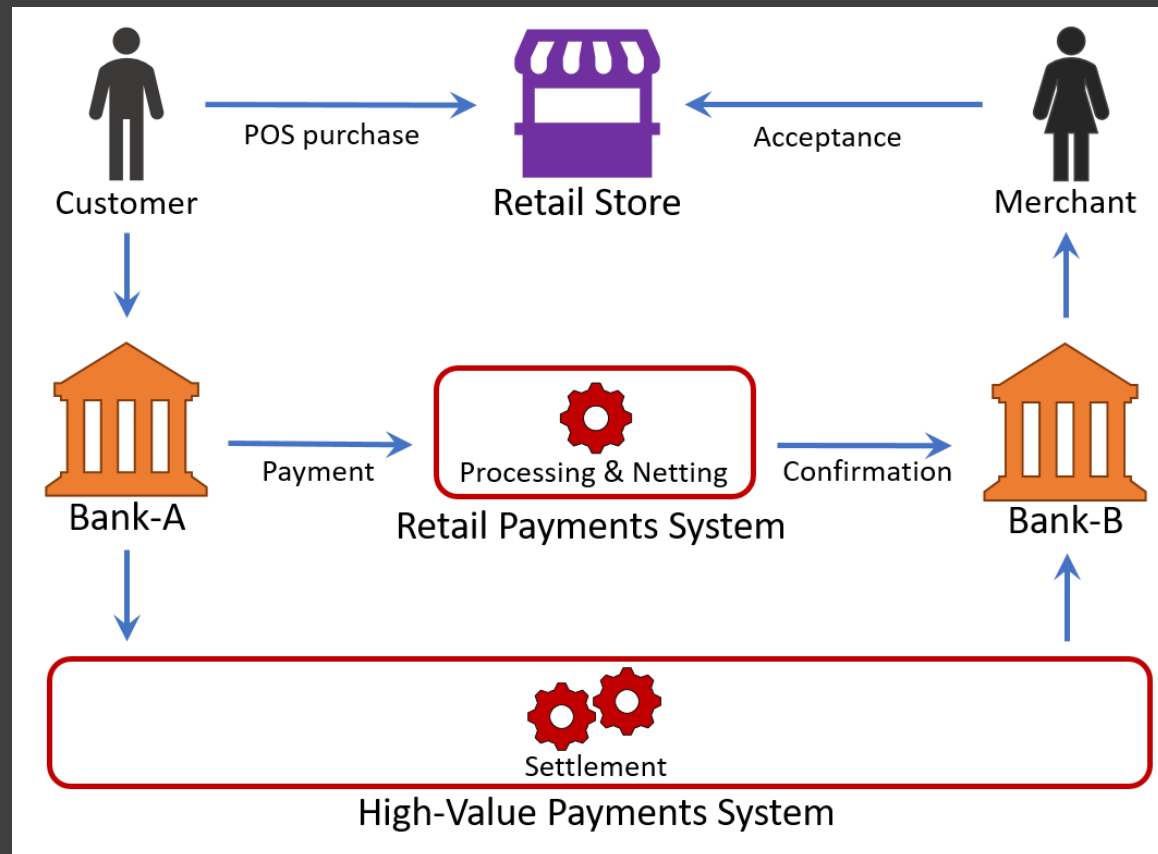 POS purchase
Acceptance
Customer
Retail Store
Merchant
Payment
Processing & Netting
Confirmation
Bank-A
Retail Payments System
Bank-B
Settlement
High-Value Payments System